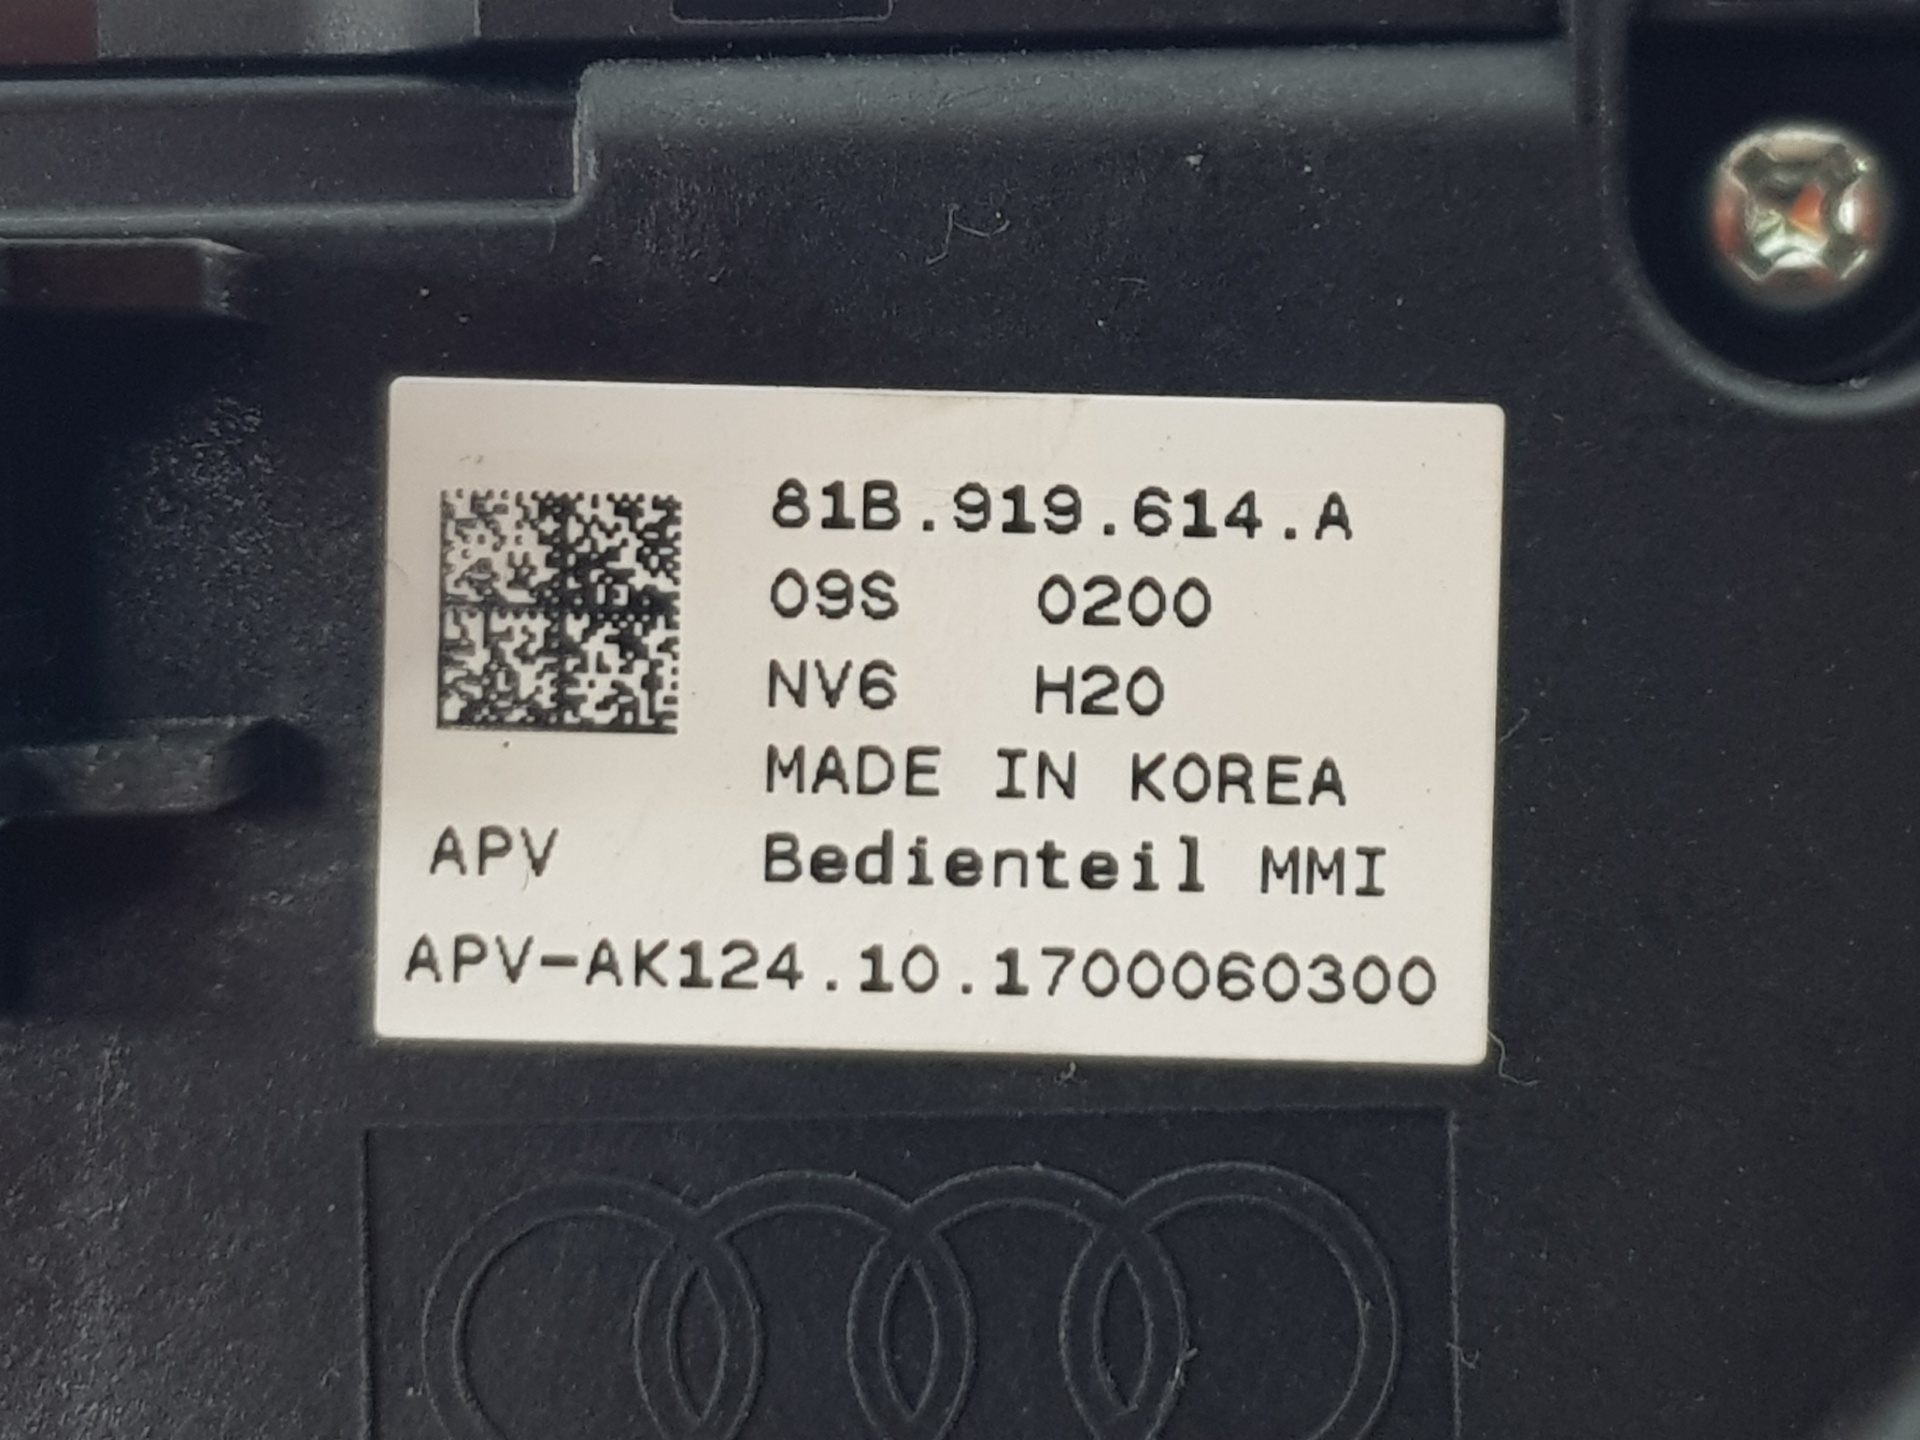 81B.919.614.A
09S 0200
NV6 H20
MADE IN KOREA
APV Bedienteil MMI
APV-AK124.10.1700060300